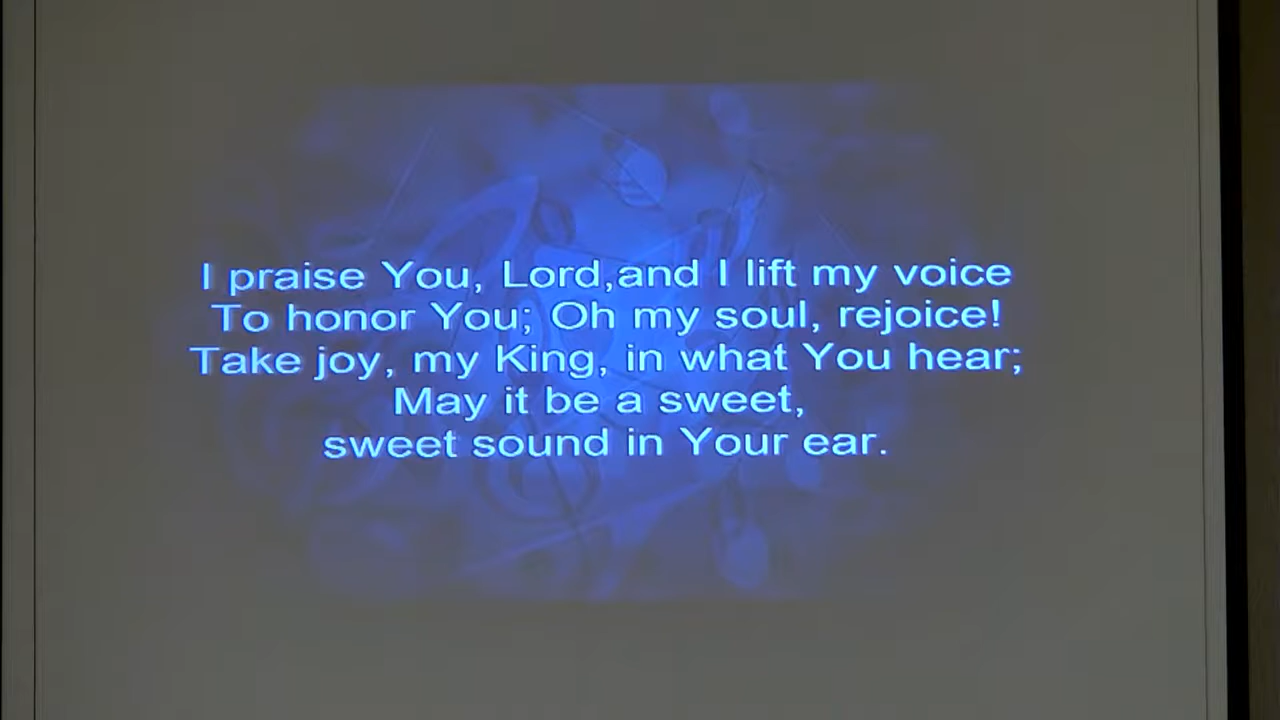 I praise You, Lord,and I lift my voice
To honor You; Oh my soul, rejoice!
Take joy, my King, in what You hear;
May it be a sweet,
sweet sound in Your ear.